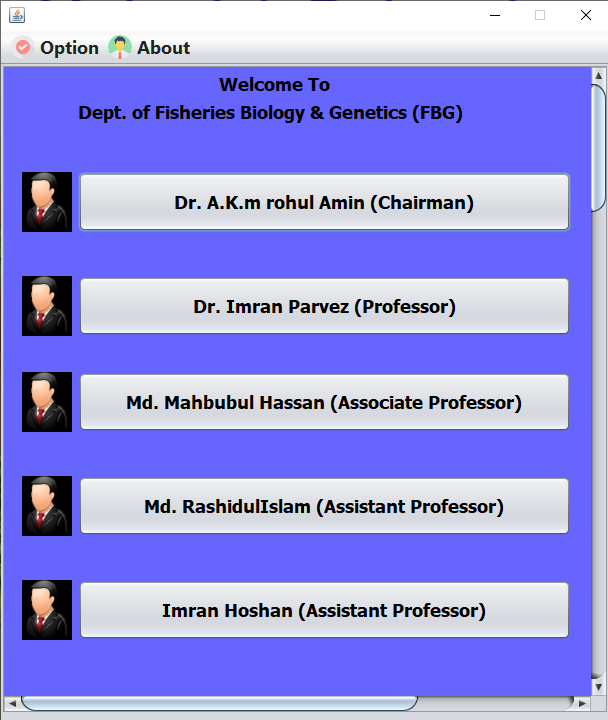 Option About
Welcome To
Dept. of Fisheries Biology & Genetics (FBG)
Dr. A.K.m rohul Amin (Chairman)
Dr. Imran Parvez (Professor)
Md. Mahbubul Hassan (Associate Professor)
Md. RashidulIslam (Assistant Professor)
Imran Hoshan (Assistant Professor)